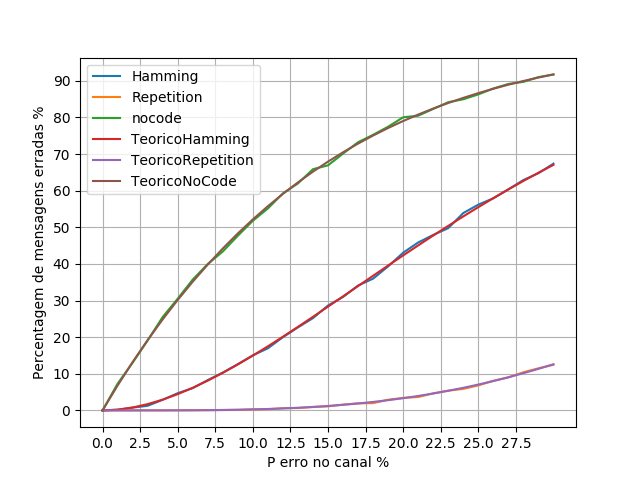 Hamming
Repetition
nocode
TeoricoHamming
TeoricoRepetition
TeoricoNoCode
Percentagem de mensagens erradas %
90
80
70
60
50
40
30
20
10
0
0.0 2.5 5.0 7.5 10.0 12.5 15.0 17.5 20.0 22.5 25.0 27.5
P erro no canal %